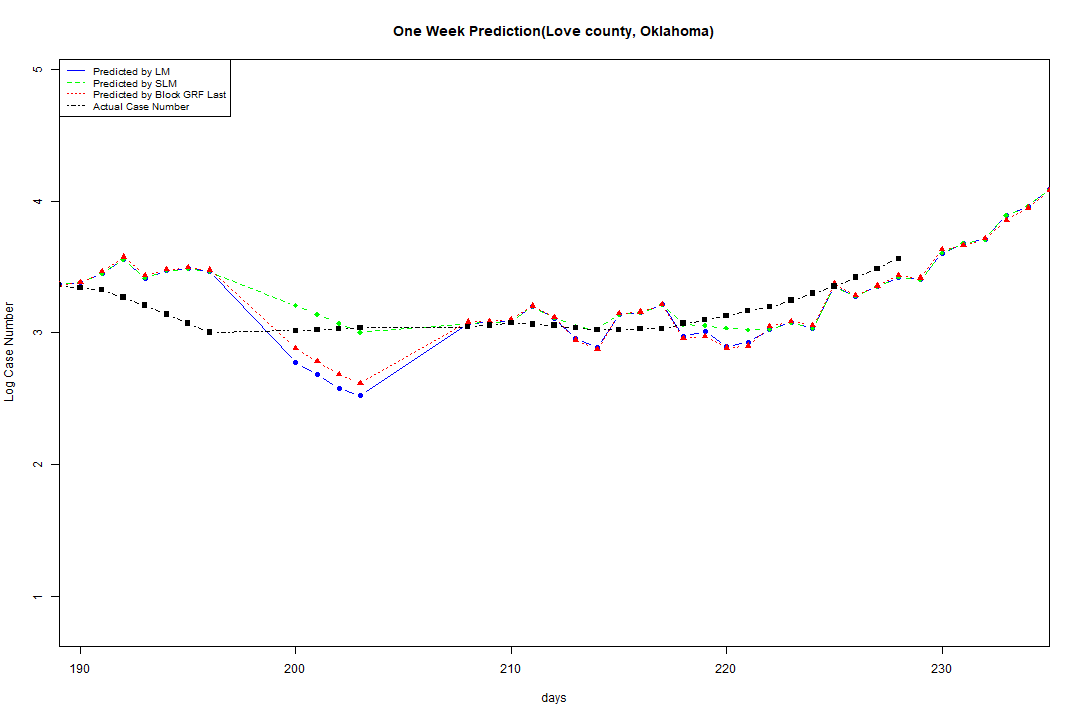 One Week Prediction(Love county, Oklahoma)
Predicted by LM
Predicted by SLM
Predicted by Block GRF Last
Actual Case Number
5
4
3
2
1
Log Case Number
190
200
210
220
230
days